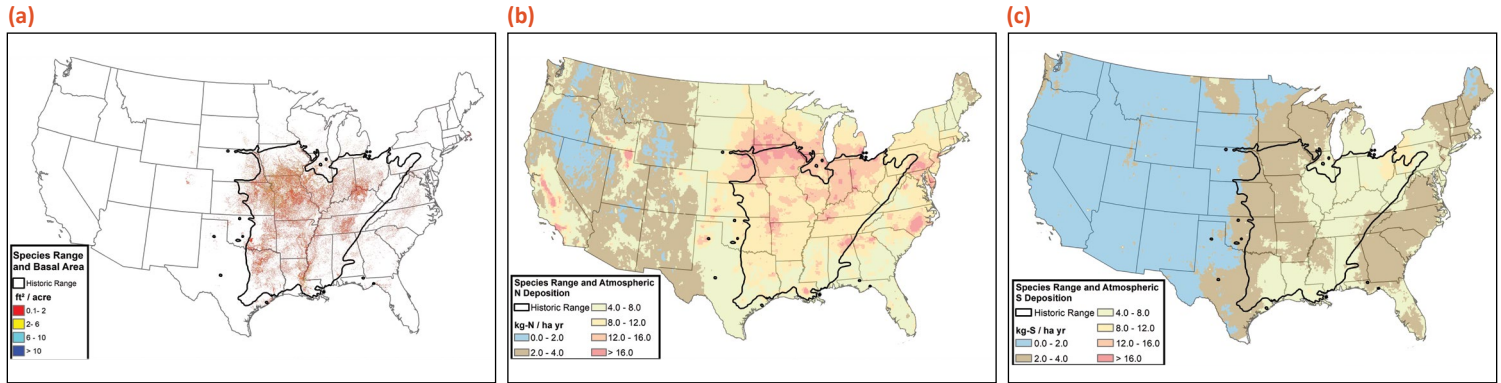 (a)
Species Range
and Basal Area
Historic Range
ft² / acre
0.1- 2
2- 6
6 - 10
> 10
(b)
Species Range and Atmospheric
N Deposition
Historic Range
kg-N / ha yr
0.0 - 2.0
2.0 - 4.0
4.0 - 8.0
8.0 - 12.0
12.0 - 16.0
> 16.0
(c)
Species Range and Atmospheric
S Deposition
Historic Range
kg-S / ha yr
0.0 - 2.0
2.0 - 4.0
4.0 - 8.0
8.0 - 12.0
12.0 - 16.0
> 16.0